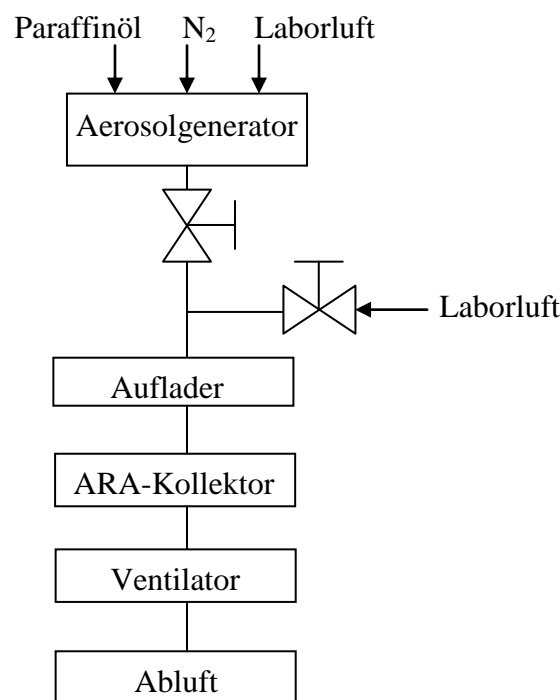 Paraffinöl N₂ Laborluft
Aerosolgenerator
Laborluft
Auflader
ARA-Kollektor
Ventilator
Abluft